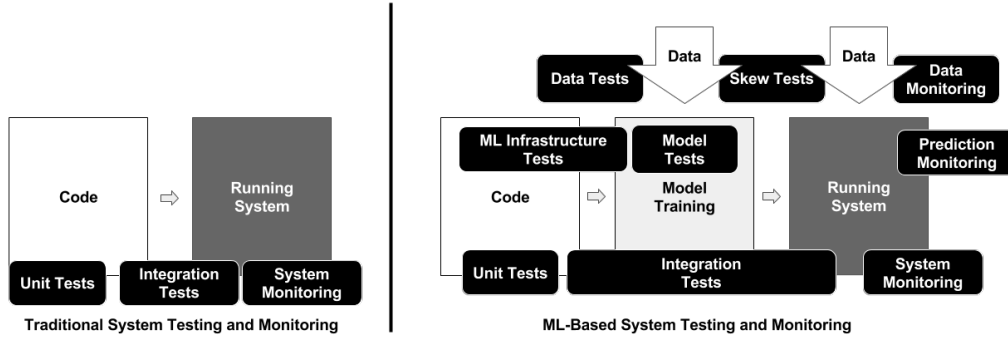 Code
Running
System
Unit Tests
Integration
Tests
System
Monitoring
Traditional System Testing and Monitoring
Data
Data
Data Tests
Skew Tests
Data
Monitoring
ML Infrastructure
Tests
Model
Tests
Prediction
Monitoring
Code
Model
Training
Running
System
Unit Tests
Integration
Tests
System
Monitoring
ML-Based System Testing and Monitoring